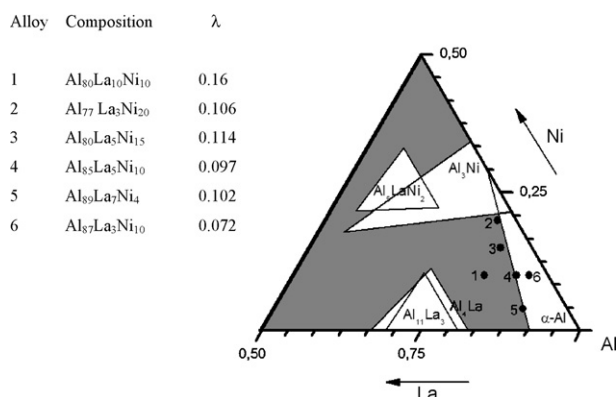 Alloy Composition λ
1 Al80La10Ni10 0.16
2 Al77 La3Ni20 0.106
3 Al80La5Ni15 0.114
4 Al85La5Ni10 0.097
5 Al89La7Ni4 0.102
6 Al87La3Ni10 0.072
0,50
Ni
Al3Ni
LaNi2
0,25
2
3
1
4
6
Al4La
Al11La3
5
α-Al
Al
0,50
0,75
La